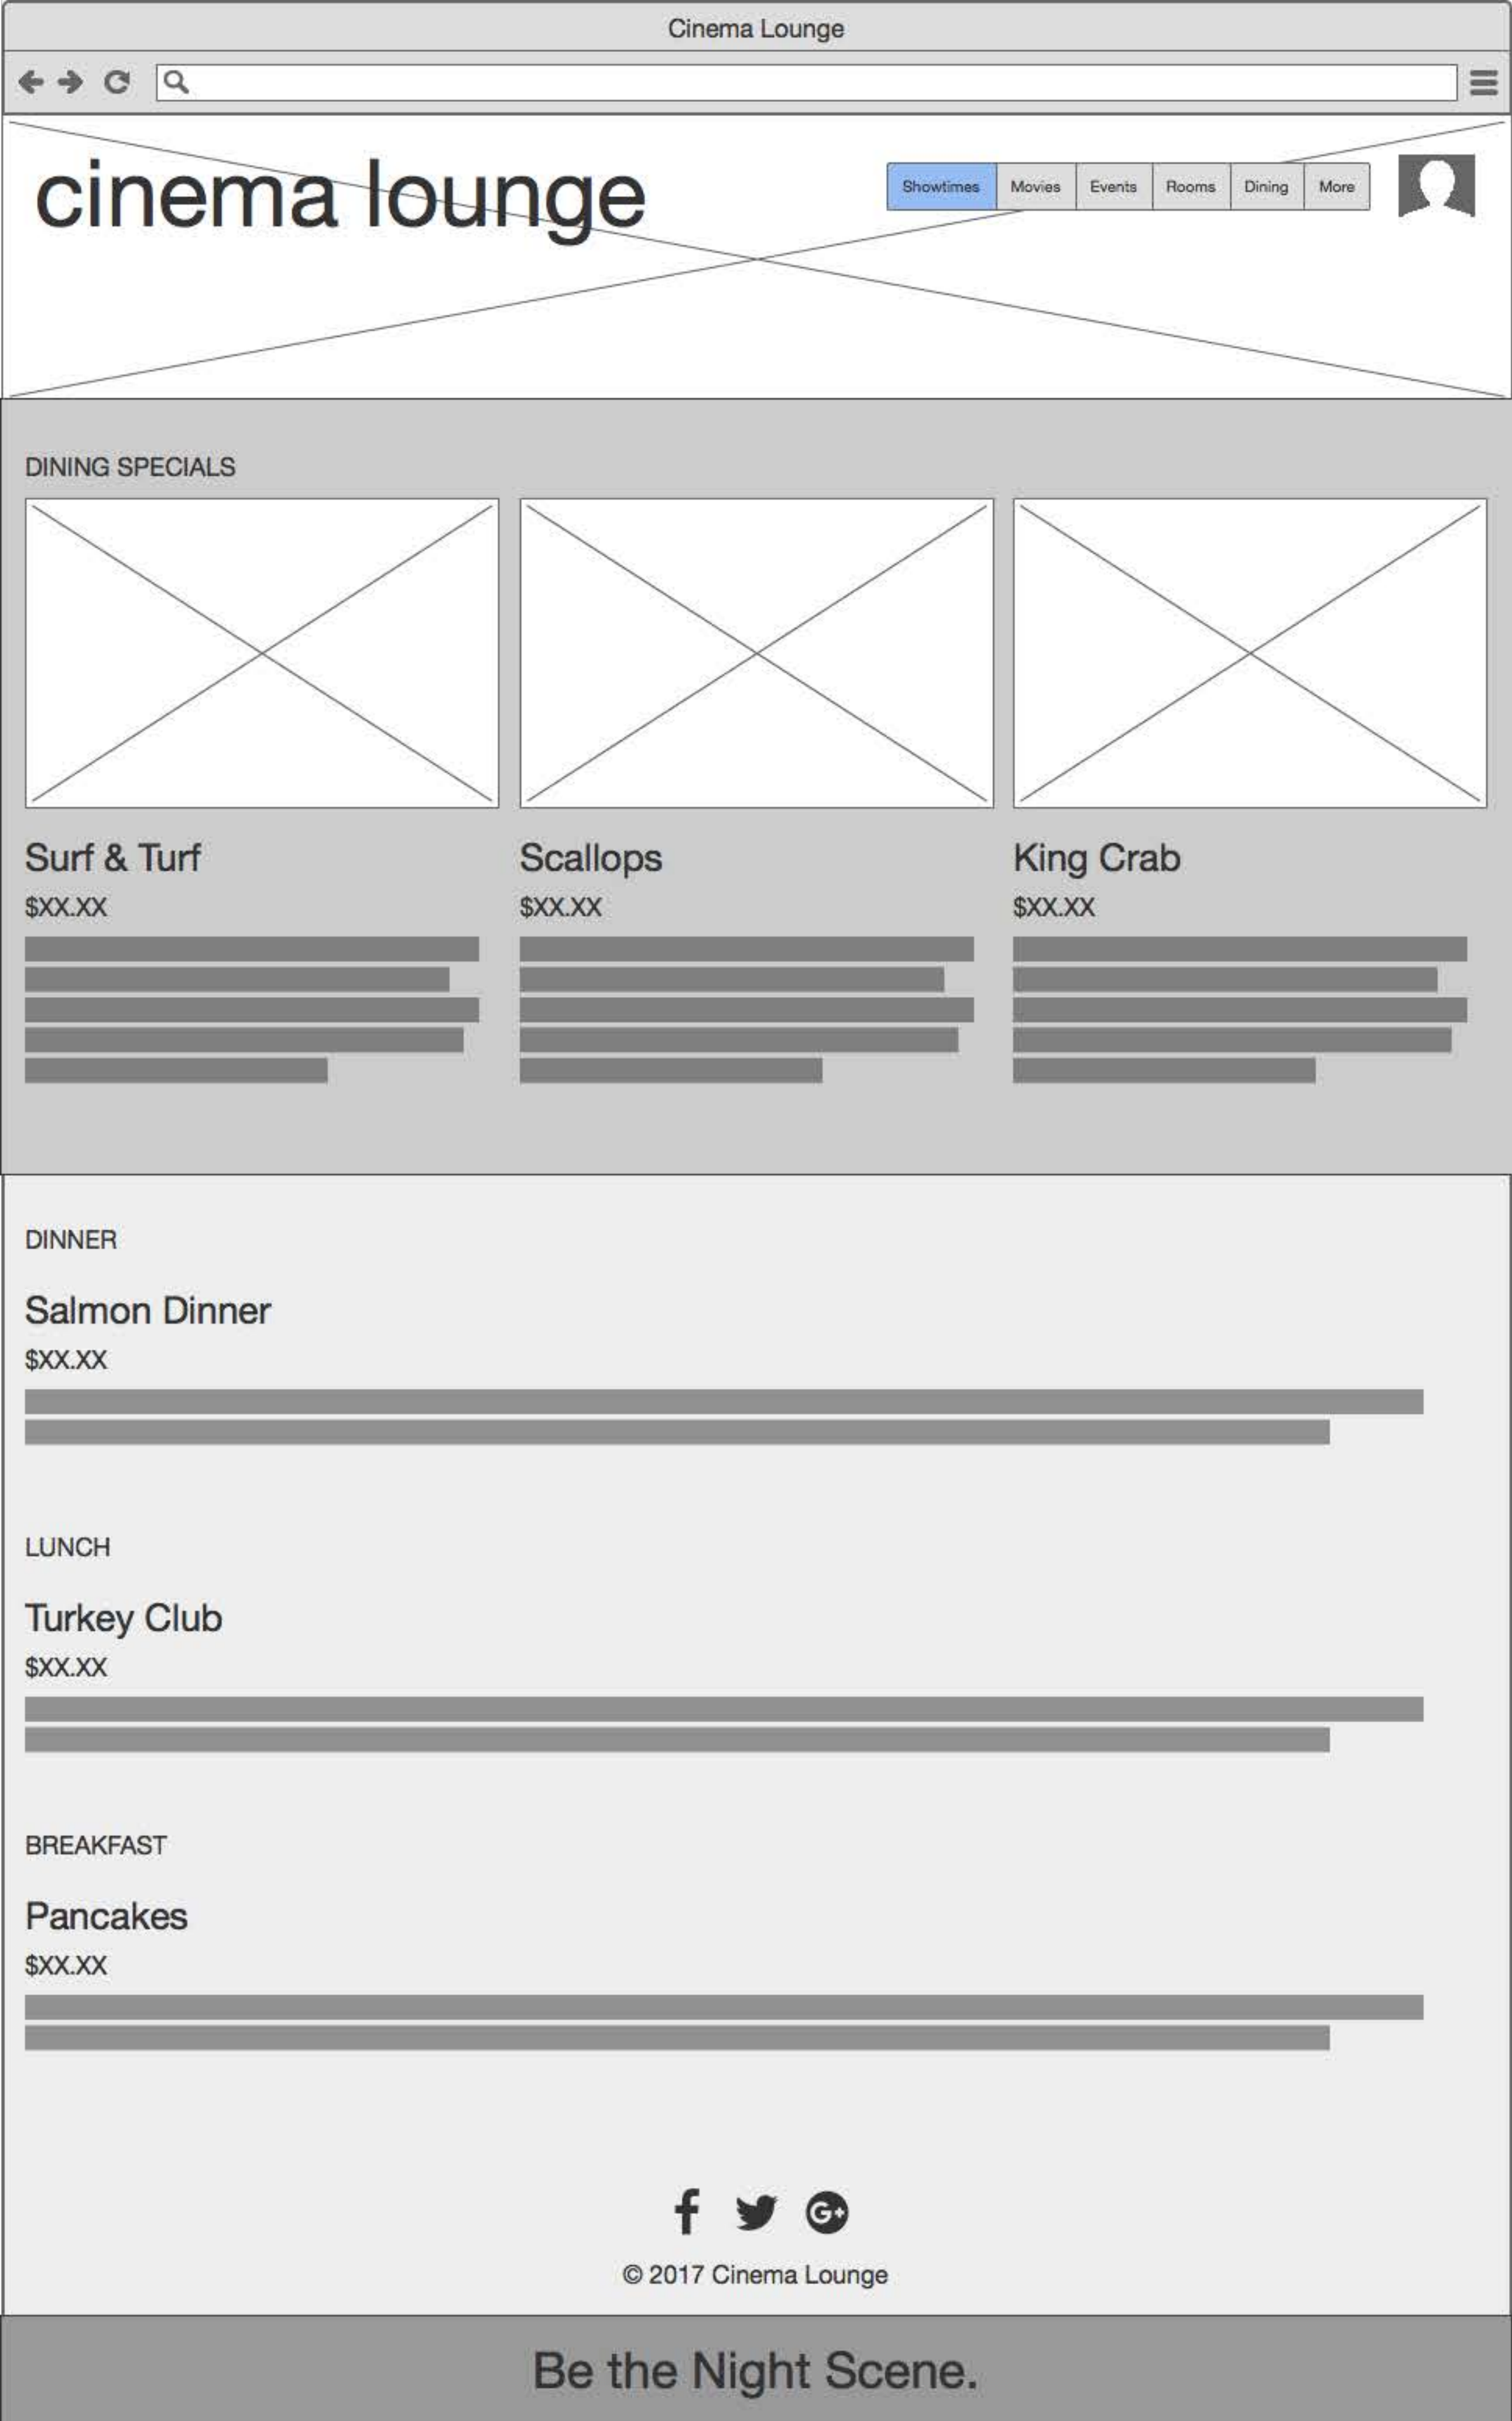 Cinema Lounge
cinema lounge
Showtimes Movies Events Rooms Dining More
DINING SPECIALS
Surf & Turf Scallops King Crab
$XX.XX $XX.XX $XX.XX
DINNER
Salmon Dinner
$XX.XX
LUNCH
Turkey Club
$XX.XX
BREAKFAST
Pancakes
$XX.XX
f G+
© 2017 Cinema Lounge
Be the Night Scene.